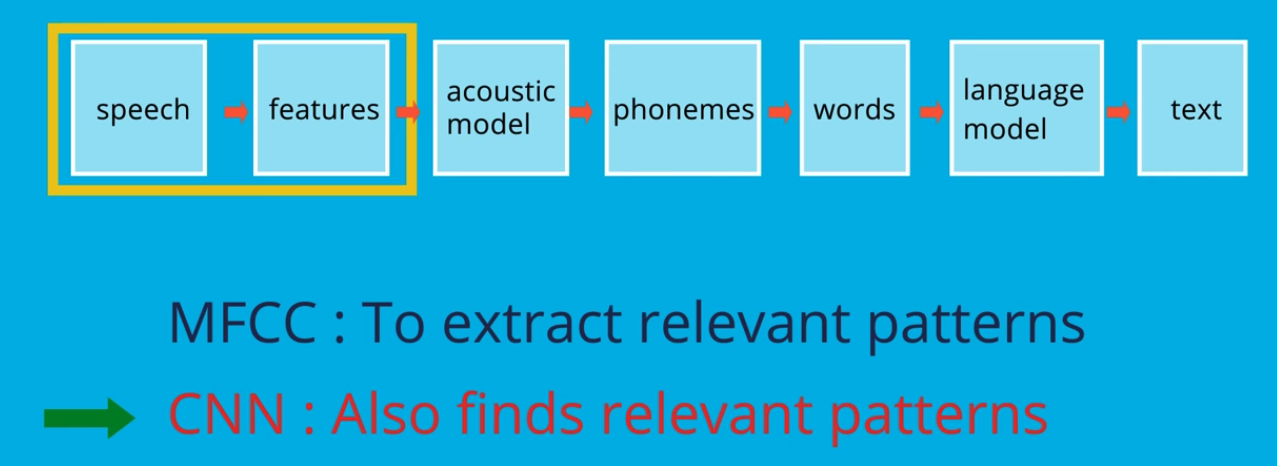 speech
features
acoustic
model
phonemes
words
language
model
text
MFCC : To extract relevant patterns
CNN : Also finds relevant patterns